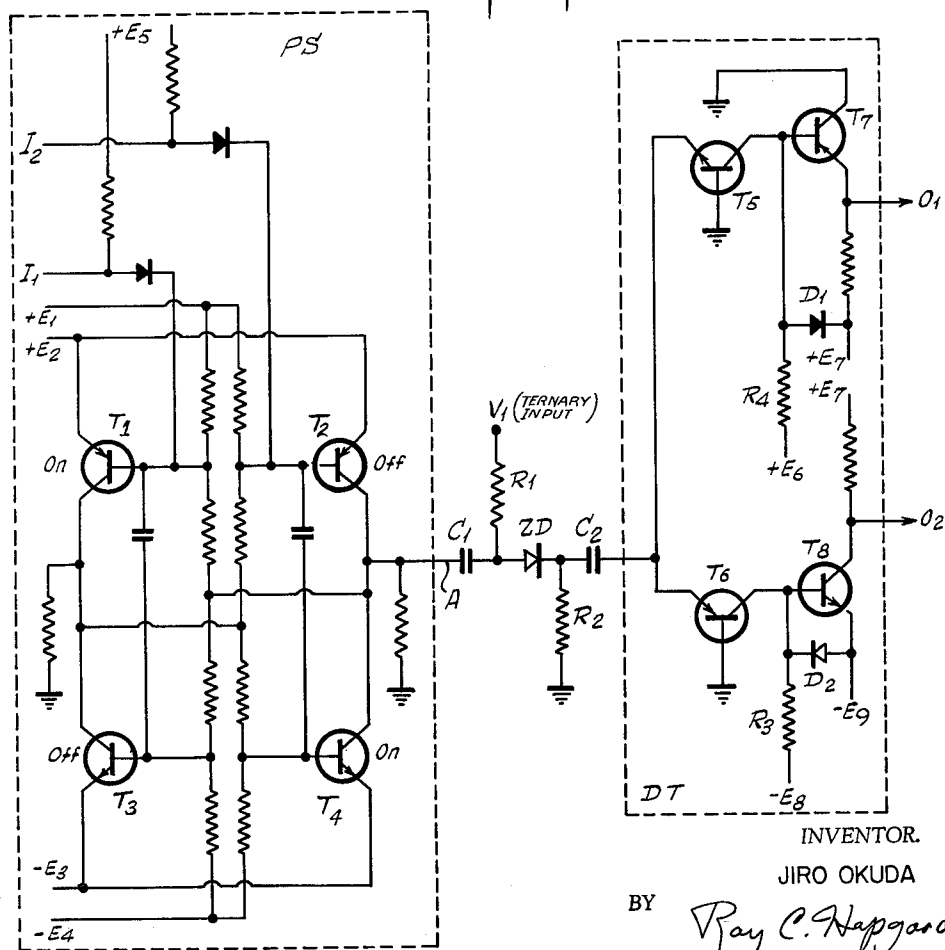 +E5
PS
I2
I1
+E1
+E2
T1
On
T2
Off
Off
T3
T4
On
-E3
-E4
A
C1
V1 (TERNARY INPUT)
R1
ZD
C2
R2
T5
T7
O1
D1
+E7
+E7
R4
+E6
O2
T6
T8
D2
R3
-E9
-E8
DT
INVENTOR.
JIRO OKUDA
BY
Ray C. Hapgood